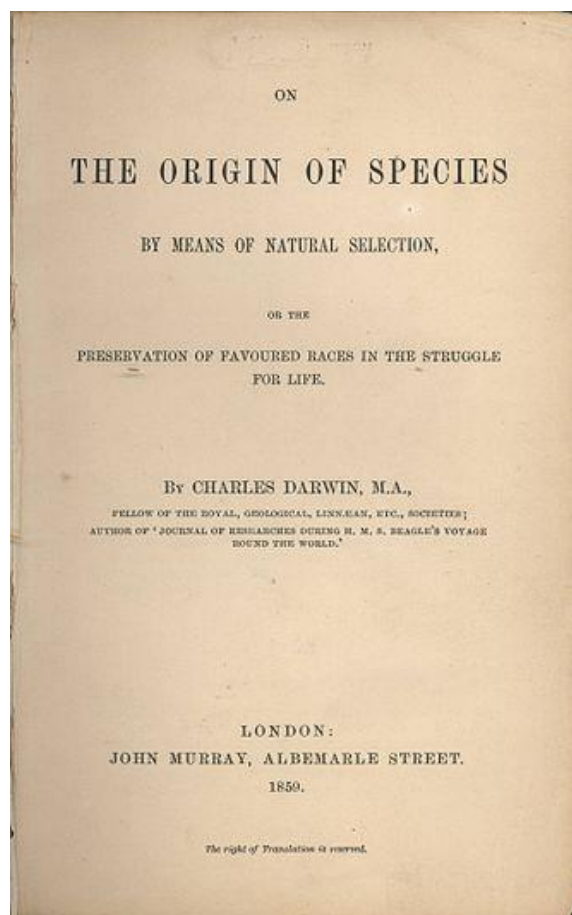 ON
THE ORIGIN OF SPECIES
BY MEANS OF NATURAL SELECTION,
OR THE
PRESERVATION OF FAVOURED RACES IN THE STRUGGLE
FOR LIFE.
By CHARLES DARWIN, M.A.,
FELLOW OF THE ROYAL, GEOLOGICAL, LINNÆAN, ETC., SOCIETIES;
AUTHOR OF 'JOURNAL OF RESEARCHES DURING H. M. S. BEAGLE'S VOYAGE
ROUND THE WORLD.'
LONDON:
JOHN MURRAY, ALBEMARLE STREET.
1859.
The right of Translation is reserved.